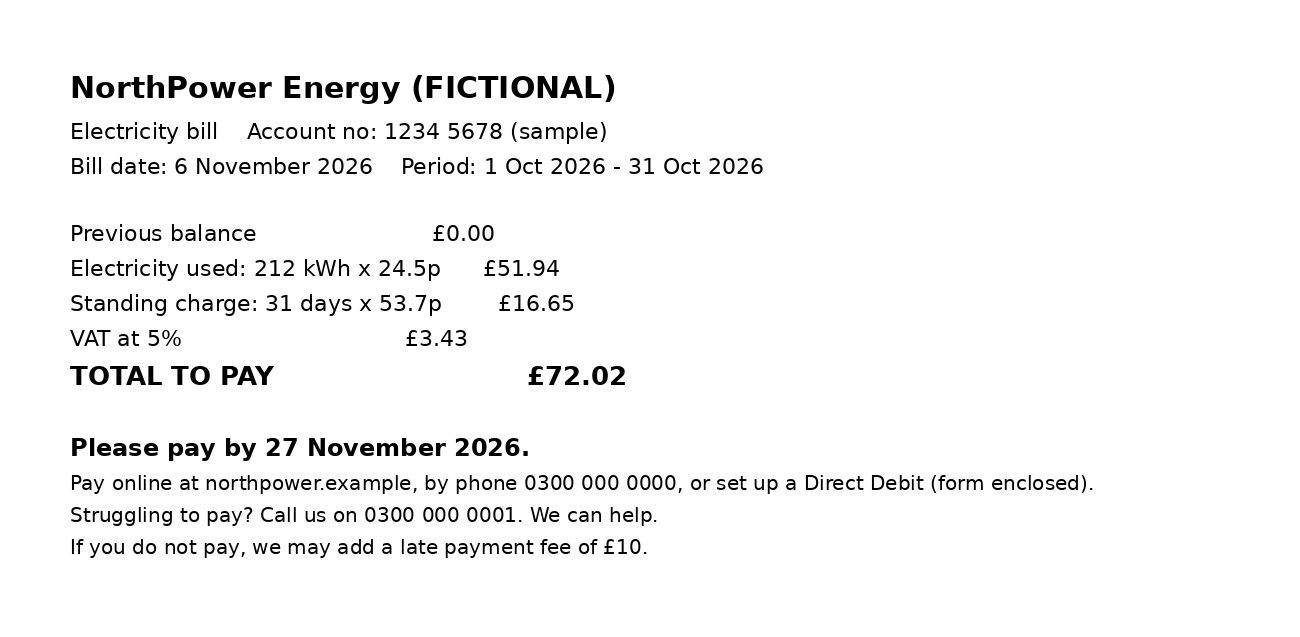 NorthPower Energy (FICTIONAL)
Electricity bill Account no: 1234 5678 (sample)
Bill date: 6 November 2026 Period: 1 Oct 2026 - 31 Oct 2026
Previous balance £0.00
Electricity used: 212 kWh x 24.5p £51.94
Standing charge: 31 days x 53.7p £16.65
VAT at 5% £3.43
TOTAL TO PAY £72.02
Please pay by 27 November 2026.
Pay online at northpower.example, by phone 0300 000 0000, or set up a Direct Debit (form enclosed).
Struggling to pay? Call us on 0300 000 0001. We can help.
If you do not pay, we may add a late payment fee of £10.